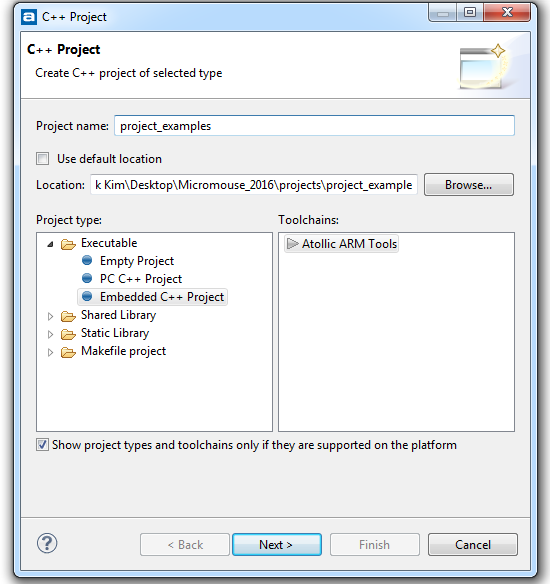 C++ Project
C++ Project
Create C++ project of selected type
Project name: project_examples
Use default location
Location: k Kim\Desktop\Micromouse_2016\projects\project_example Browse...
Project type: Toolchains:
Executable Atollic ARM Tools
Empty Project
PC C++ Project
Embedded C++ Project
Shared Library
Static Library
Makefile project
Show project types and toolchains only if they are supported on the platform
? < Back Next > Finish Cancel